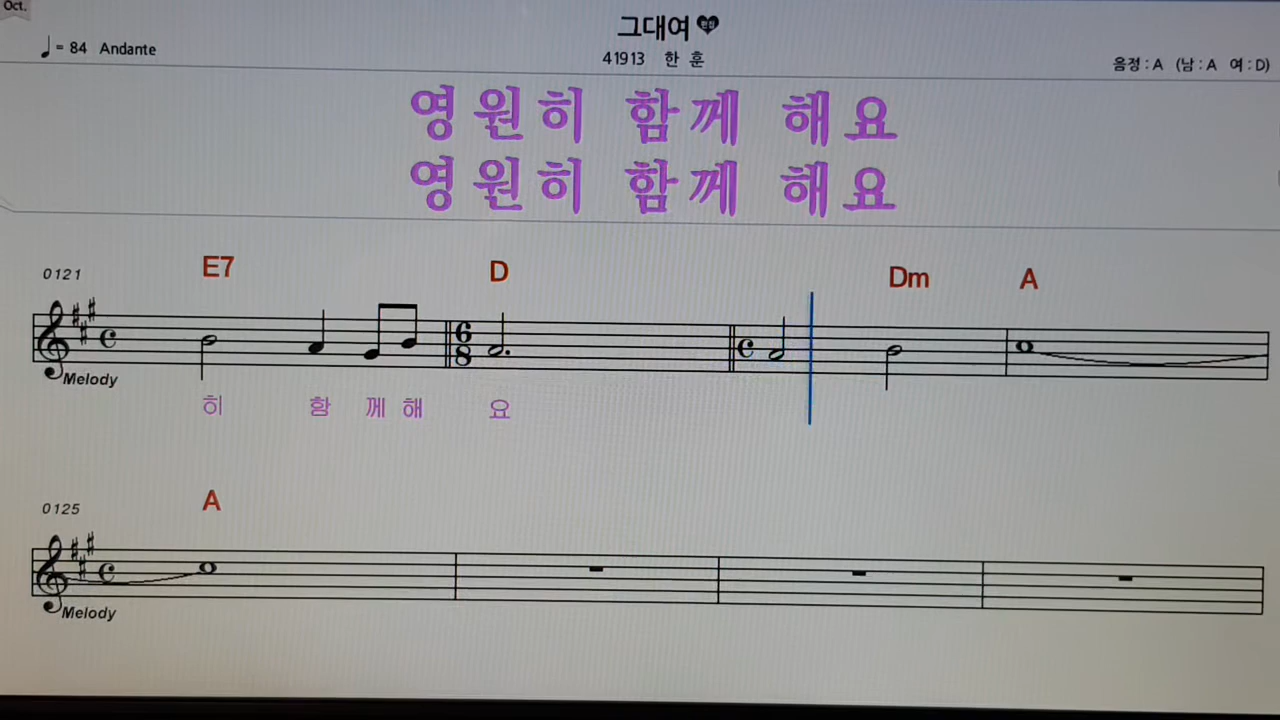 Oct.
그대여
♩= 84 Andante
41913 한 훈
음정 : A (남 : A 여 : D)
영원히 함께 해요
영원히 함께 해요
0121
E7 D Dm A
6
8
Melody
히 함 께 해 요
0125
A
Melody